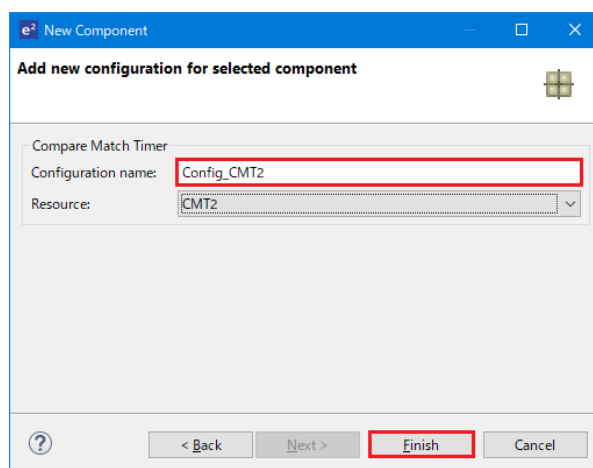 e² New Component
Add new configuration for selected component
Compare Match Timer
Configuration name: Config_CMT2
Resource: CMT2
? < Back Next > Finish Cancel